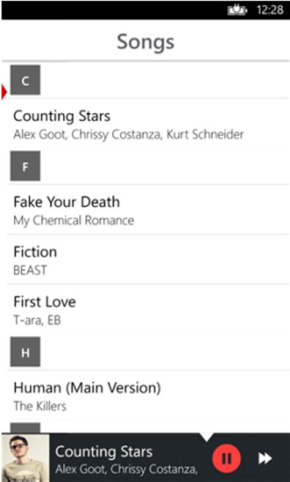 12:28
Songs
C
Counting Stars
Alex Goot, Chrissy Costanza, Kurt Schneider
F
Fake Your Death
My Chemical Romance
Fiction
BEAST
First Love
T-ara, EB
H
Human (Main Version)
The Killers
Counting Stars
Alex Goot, Chrissy Costanza,